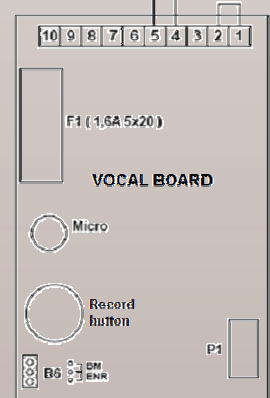 10 9 8 7 6 5 4 3 2 1
F1 ( 1,6A 5x20 )
VOCAL BOARD
Micro
Record
button
P1
B6 BM
ENR